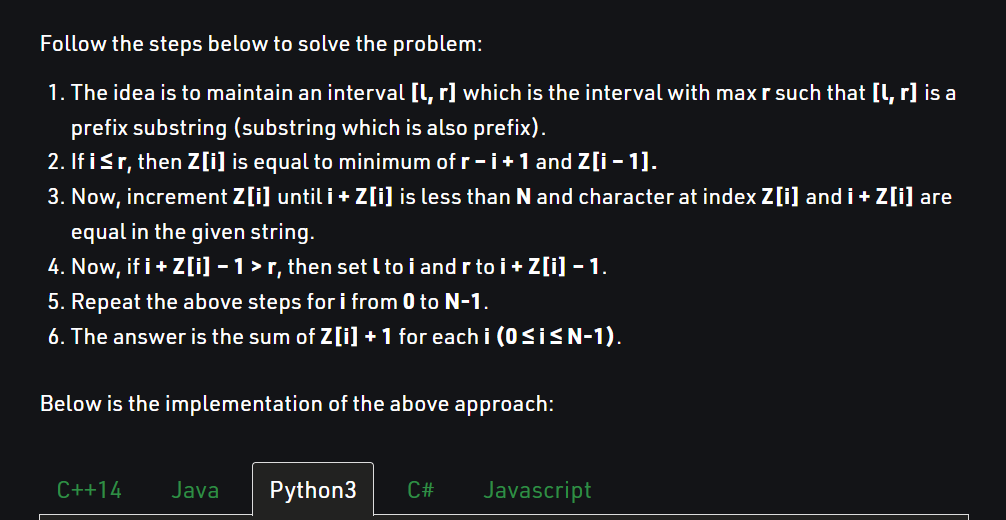 Follow the steps below to solve the problem:
1. The idea is to maintain an interval [l, r] which is the interval with max r such that [l, r] is a
prefix substring (substring which is also prefix).
2. If i ≤ r, then Z[i] is equal to minimum of r – i + 1 and Z[i – 1].
3. Now, increment Z[i] until i + Z[i] is less than N and character at index Z[i] and i + Z[i] are
equal in the given string.
4. Now, if i + Z[i] – 1 > r, then set l to i and r to i + Z[i] – 1.
5. Repeat the above steps for i from 0 to N-1.
6. The answer is the sum of Z[i] + 1 for each i (0 ≤ i ≤ N-1).
Below is the implementation of the above approach:
C++14 Java Python3 C# Javascript